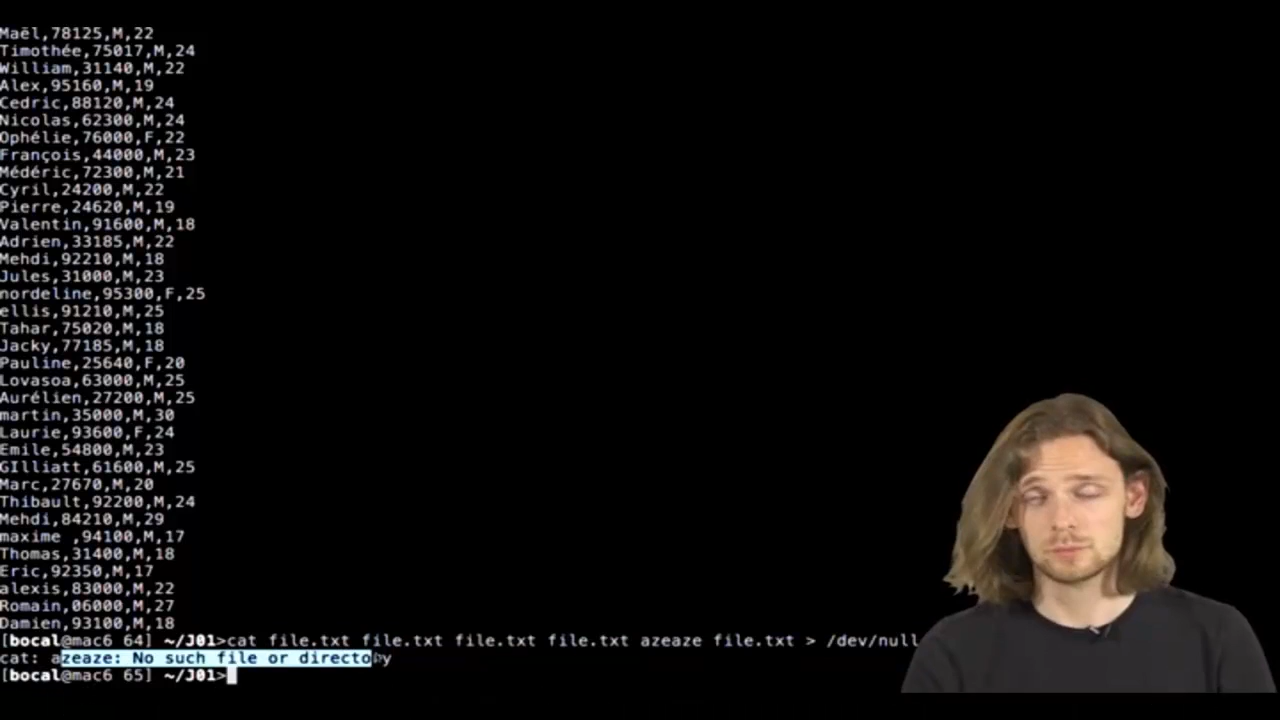 Maël,78125,M,22
Timothée,75017,M,24
William,31140,M,22
Alex,95160,M,19
Cedric,88120,M,24
Nicolas,62300,M,24
Ophélie,76000,F,22
François,44000,M,23
Médéric,72300,M,21
Cyril,24200,M,22
Pierre,24620,M,19
Valentin,91600,M,18
Adrien,33185,M,22
Mehdi,92210,M,18
Jules,31000,M,23
nordeline,95300,F,25
ellis,91210,M,25
Tahar,75020,M,18
Jacky,77185,M,18
Pauline,25640,F,20
Lovasoa,63000,M,25
Aurélien,27200,M,25
martin,35000,M,30
Laurie,93600,F,24
Emile,54800,M,23
GIlliatt,61600,M,25
Marc,27670,M,20
Thibault,92200,M,24
Mehdi,84210,M,29
maxime ,94100,M,17
Thomas,31400,M,18
Eric,92350,M,17
alexis,83000,M,22
Romain,06000,M,27
Damien,93100,M,18
[bocal@mac6 64] ~/J01>cat file.txt file.txt file.txt file.txt azeaze file.txt > /dev/null
cat: azeaze: No such file or directory
[bocal@mac6 65] ~/J01>